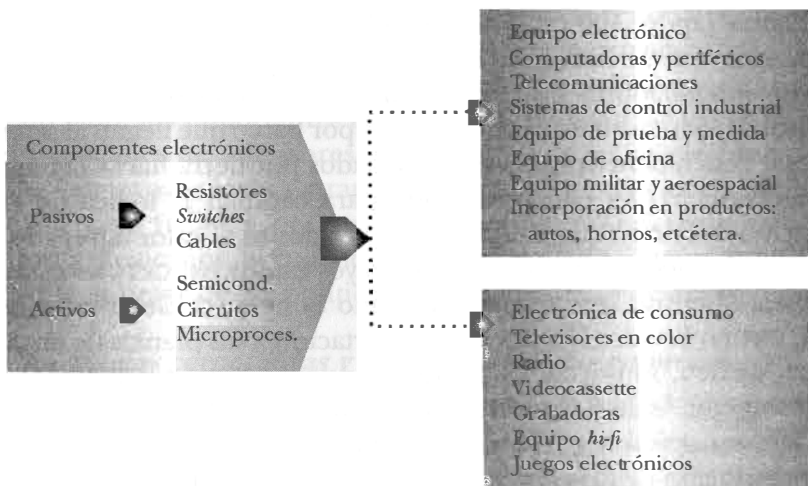 Componentes electrónicos
Pasivos
Resistores
Switches
Cables
Activos
Semicond.
Circuitos
Microproces.
Equipo electrónico
Computadoras y periféricos
Telecomunicaciones
Sistemas de control industrial
Equipo de prueba y medida
Equipo de oficina
Equipo militar y aeroespacial
Incorporación en productos:
autos, hornos, etcétera.
Electrónica de consumo
Televisores en color
Radio
Videocassette
Grabadoras
Equipo hi-fi
Juegos electrónicos